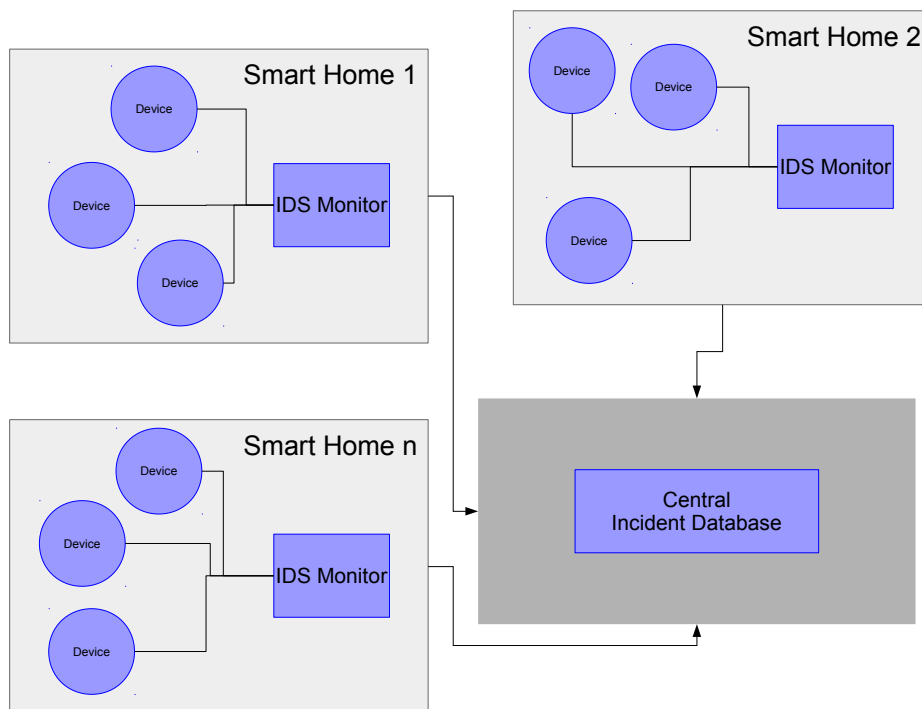 Smart Home 1
Device
Device
Device
IDS Monitor
Smart Home 2
Device
Device
Device
IDS Monitor
Smart Home n
Device
Device
Device
IDS Monitor
Central
Incident Database